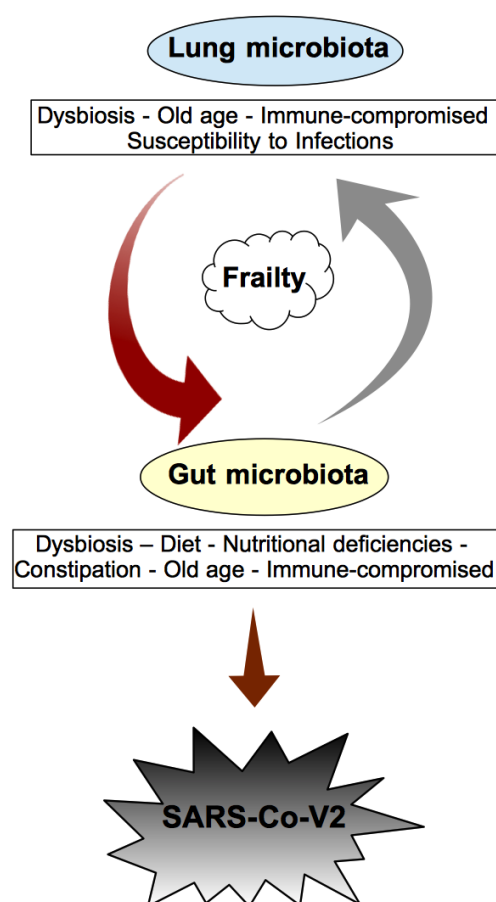 Lung microbiota
Dysbiosis - Old age - Immune-compromised
Susceptibility to Infections
Frailty
Gut microbiota
Dysbiosis – Diet - Nutritional deficiencies -
Constipation - Old age - Immune-compromised
SARS-Co-V2